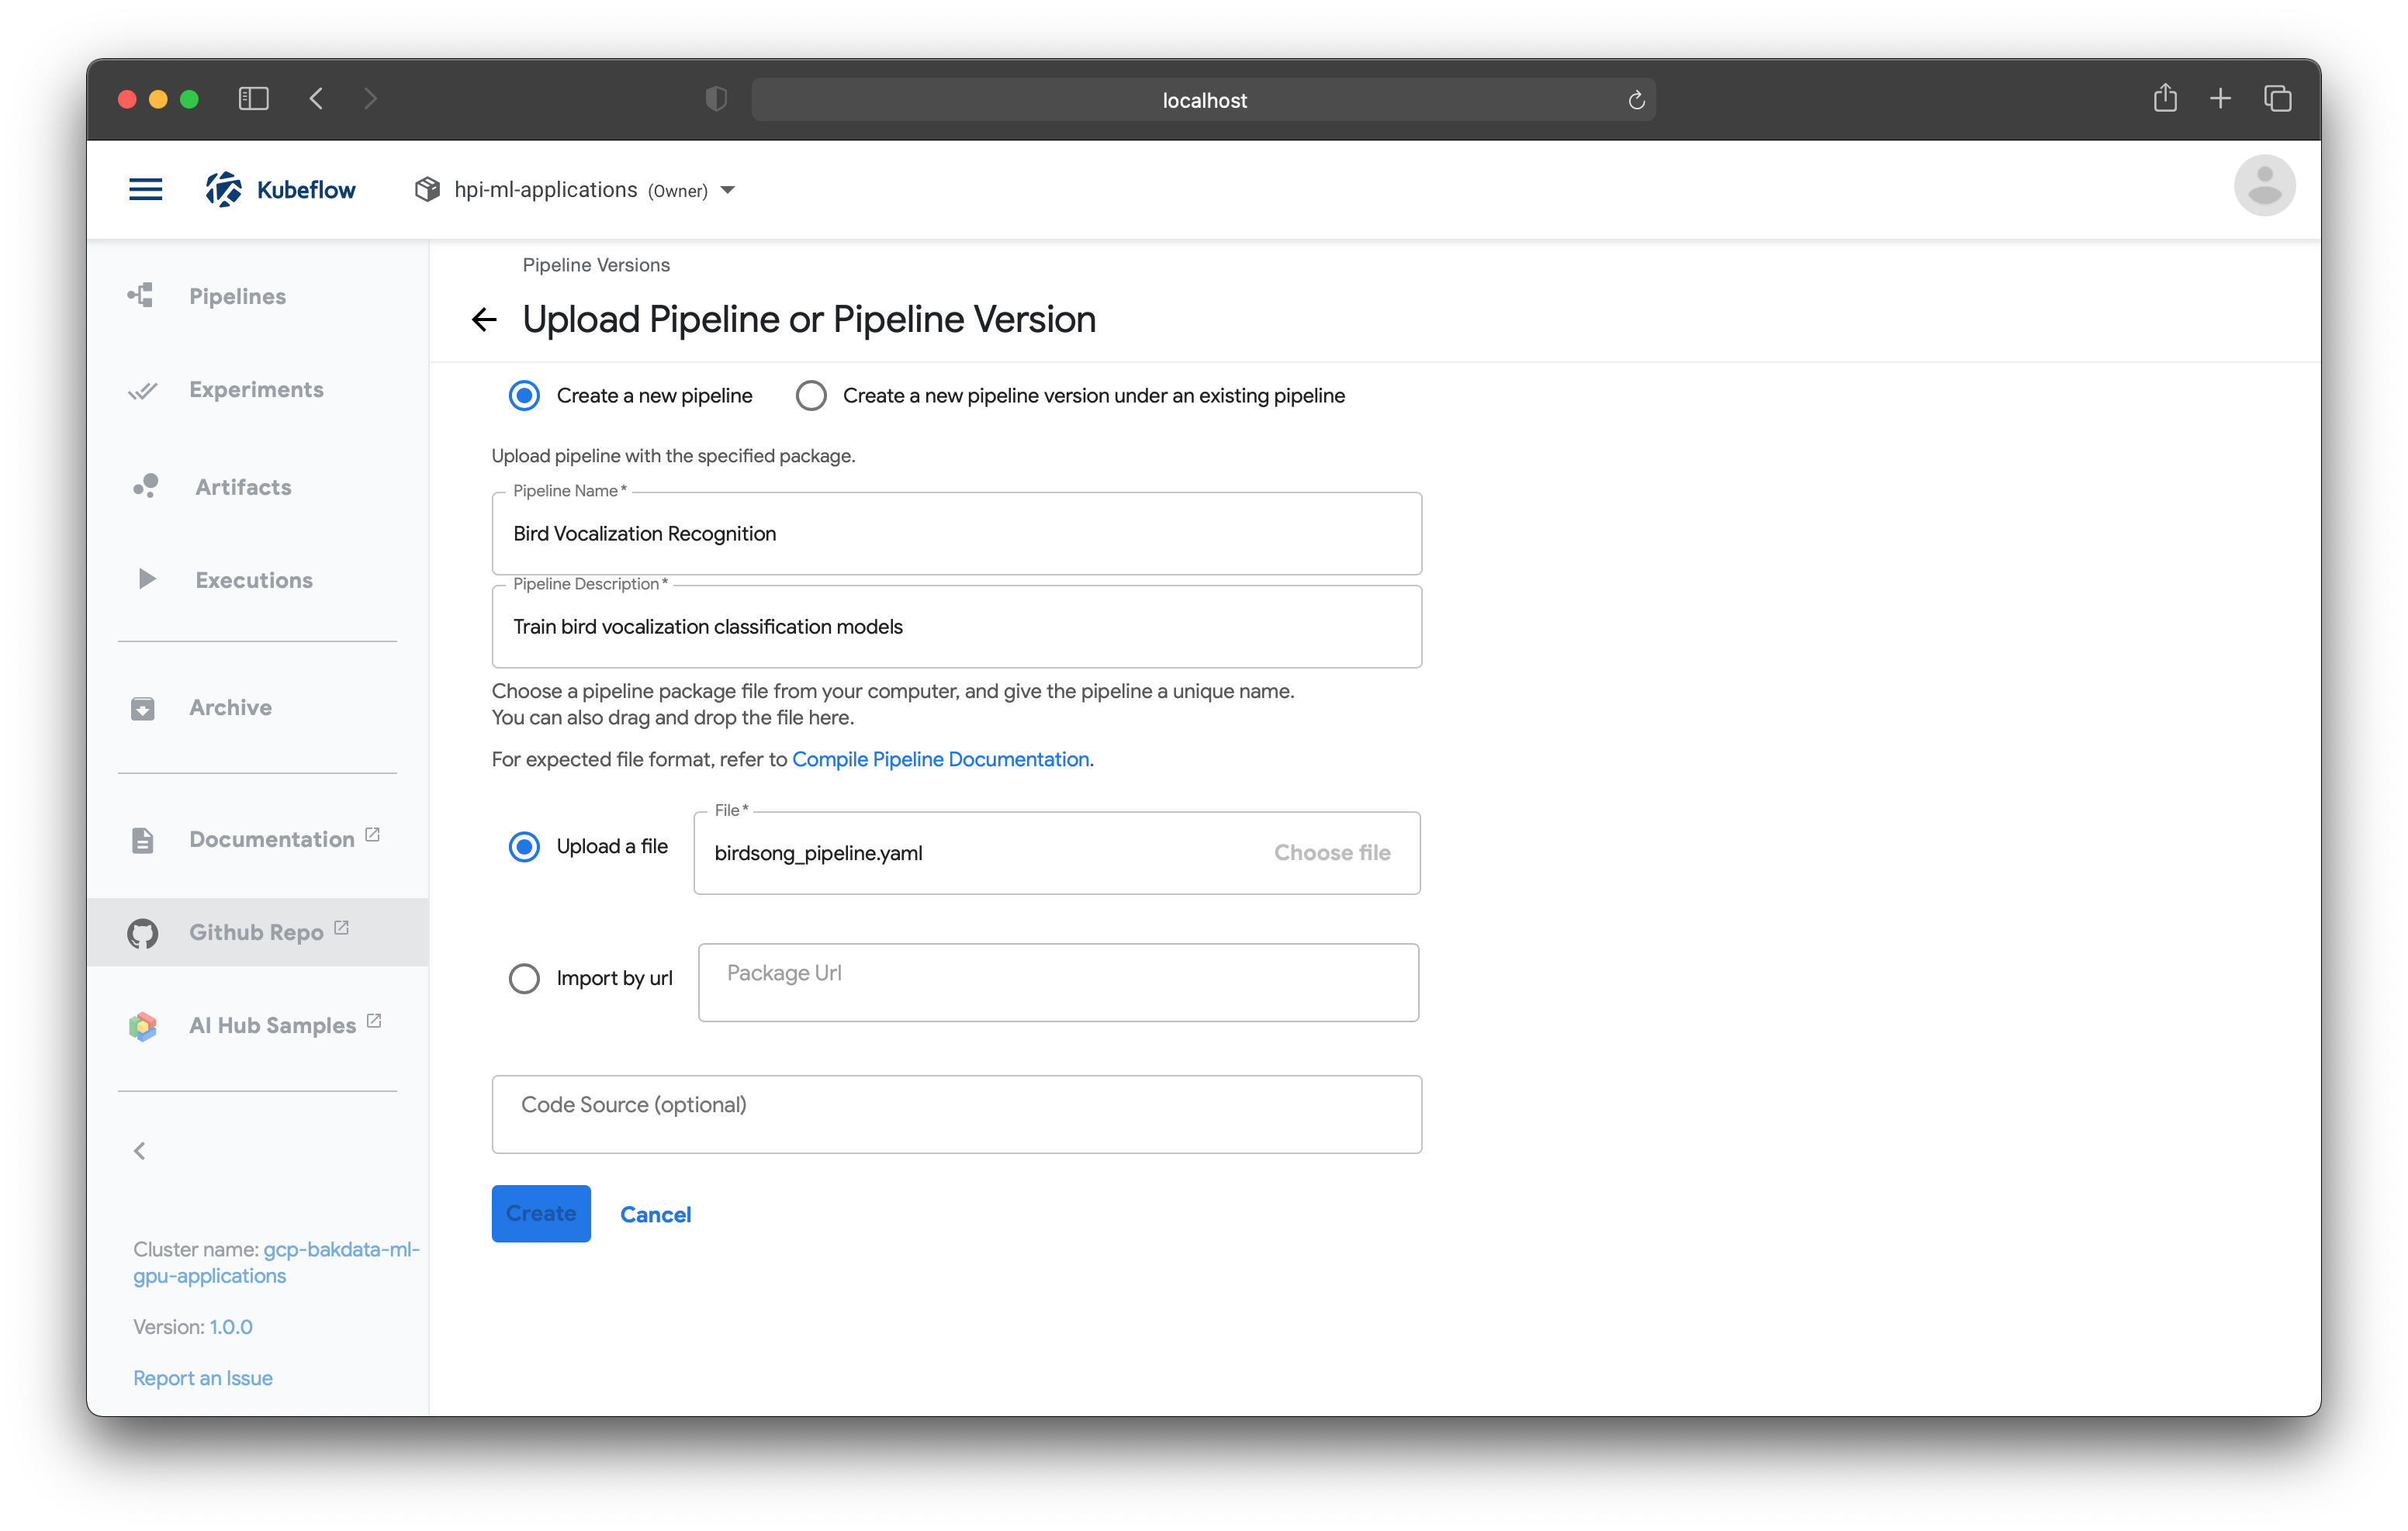 localhost
Kubeflow
hpi-ml-applications (Owner)
Pipelines
Experiments
Artifacts
Executions
Archive
Documentation
Github Repo
AI Hub Samples
Cluster name: gcp-bakdata-ml-
gpu-applications
Version: 1.0.0
Report an Issue
Pipeline Versions
Upload Pipeline or Pipeline Version
Create a new pipeline
Create a new pipeline version under an existing pipeline
Upload pipeline with the specified package.
Pipeline Name *
Bird Vocalization Recognition
Pipeline Description *
Train bird vocalization classification models
Choose a pipeline package file from your computer, and give the pipeline a unique name.
You can also drag and drop the file here.
For expected file format, refer to Compile Pipeline Documentation.
Upload a file
File *
birdsong_pipeline.yaml
Choose file
Import by url
Package Url
Code Source (optional)
Create
Cancel